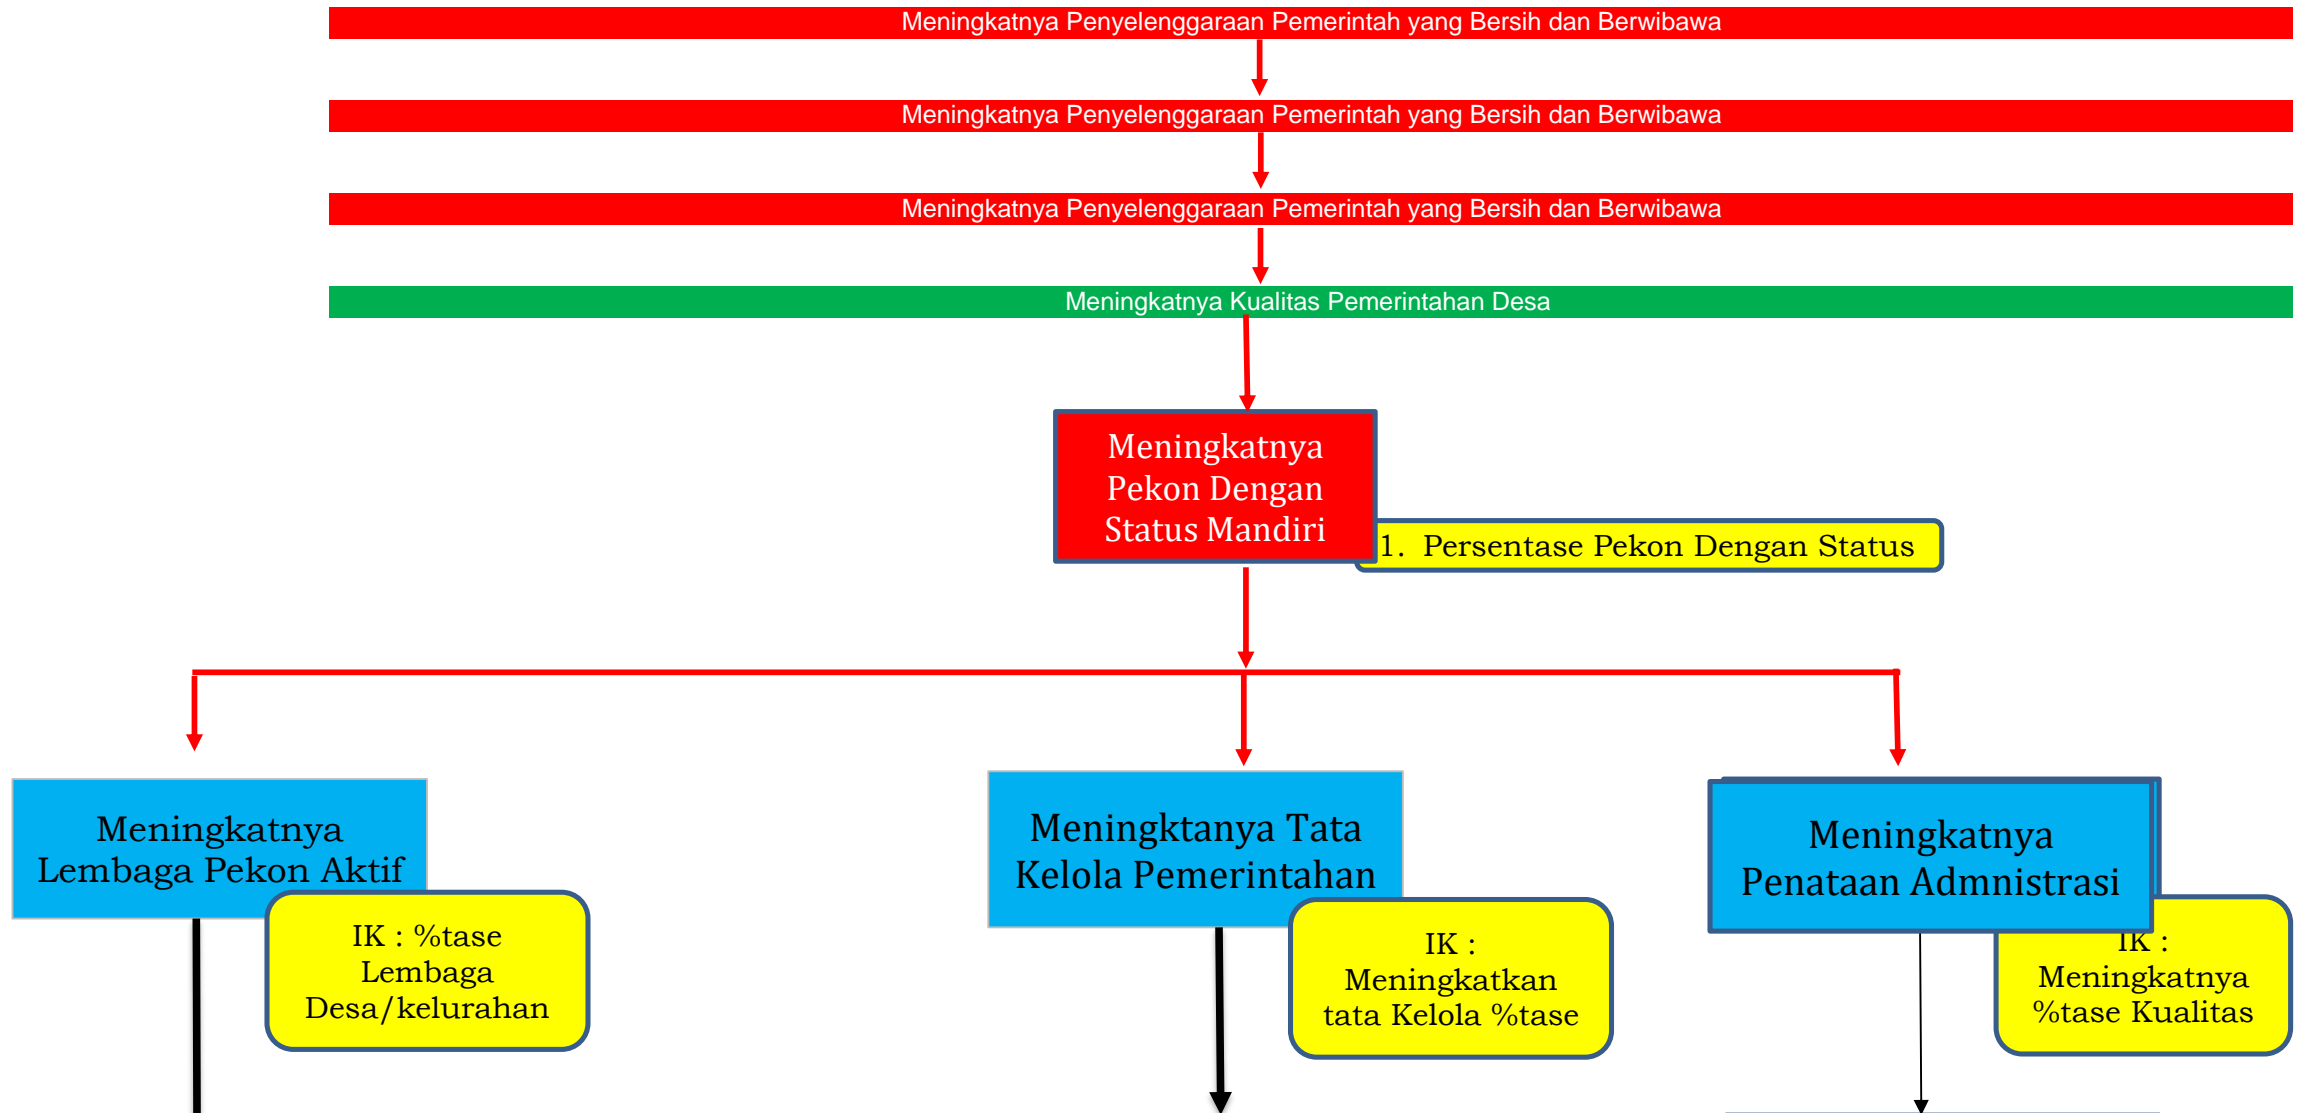 Meningkatnya Penyelenggaraan Pemerintah yang Bersih dan Berwibawa
Meningkatnya Penyelenggaraan Pemerintah yang Bersih dan Berwibawa
Meningkatnya Penyelenggaraan Pemerintah yang Bersih dan Berwibawa
Meningkatnya Kualitas Pemerintahan Desa
Meningkatnya
Pekon Dengan
Status Mandiri
1. Persentase Pekon Dengan Status
Meningkatnya
Lembaga Pekon Aktif
IK : %tase
Lembaga
Desa/kelurahan
Meningktanya Tata
Kelola Pemerintahan
IK :
Meningkatkan
tata Kelola %tase
Meningkatnya
Penataan Admnistrasi
IK :
Meningkatnya
%tase Kualitas